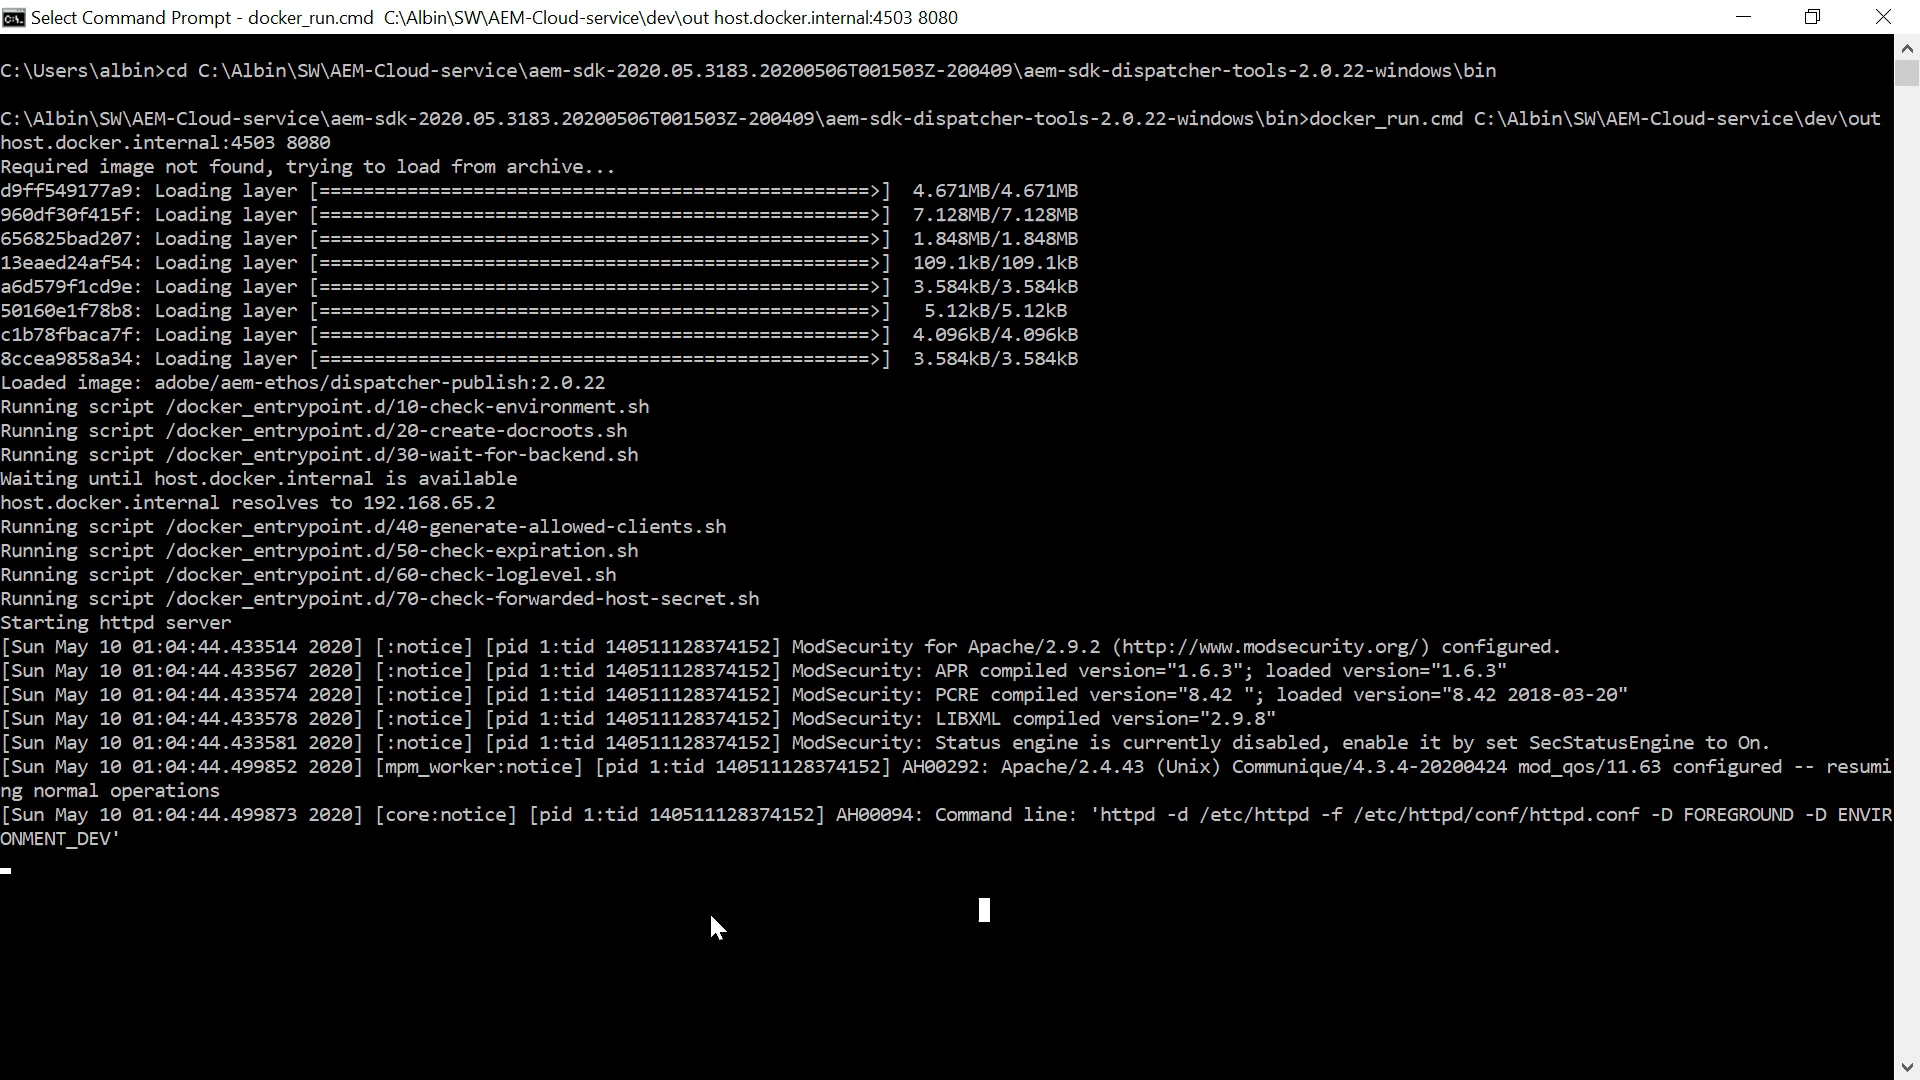 Select Command Prompt - docker_run.cmd  C:\Albin\SW\AEM-Cloud-service\dev\out host.docker.internal:4503 8080
C:\Users\albin>cd C:\Albin\SW\AEM-Cloud-service\aem-sdk-2020.05.3183.20200506T001503Z-200409\aem-sdk-dispatcher-tools-2.0.22-windows\bin
C:\Albin\SW\AEM-Cloud-service\aem-sdk-2020.05.3183.20200506T001503Z-200409\aem-sdk-dispatcher-tools-2.0.22-windows\bin>docker_run.cmd C:\Albin\SW\AEM-Cloud-service\dev\out
host.docker.internal:4503 8080
Required image not found, trying to load from archive...
d9ff549177a9: Loading layer [==================================================>]  4.671MB/4.671MB
960df30f415f: Loading layer [==================================================>]  7.128MB/7.128MB
656825bad207: Loading layer [==================================================>]  1.848MB/1.848MB
13eaed24af54: Loading layer [==================================================>]  109.1kB/109.1kB
a6d579f1cd9e: Loading layer [==================================================>]  3.584kB/3.584kB
50160e1f78b8: Loading layer [==================================================>]   5.12kB/5.12kB
c1b78fbaca7f: Loading layer [==================================================>]  4.096kB/4.096kB
8ccea9858a34: Loading layer [==================================================>]  3.584kB/3.584kB
Loaded image: adobe/aem-ethos/dispatcher-publish:2.0.22
Running script /docker_entrypoint.d/10-check-environment.sh
Running script /docker_entrypoint.d/20-create-docroots.sh
Running script /docker_entrypoint.d/30-wait-for-backend.sh
Waiting until host.docker.internal is available
host.docker.internal resolves to 192.168.65.2
Running script /docker_entrypoint.d/40-generate-allowed-clients.sh
Running script /docker_entrypoint.d/50-check-expiration.sh
Running script /docker_entrypoint.d/60-check-loglevel.sh
Running script /docker_entrypoint.d/70-check-forwarded-host-secret.sh
Starting httpd server
[Sun May 10 01:04:44.433514 2020] [:notice] [pid 1:tid 140511128374152] ModSecurity for Apache/2.9.2 (http://www.modsecurity.org/) configured.
[Sun May 10 01:04:44.433567 2020] [:notice] [pid 1:tid 140511128374152] ModSecurity: APR compiled version="1.6.3"; loaded version="1.6.3"
[Sun May 10 01:04:44.433574 2020] [:notice] [pid 1:tid 140511128374152] ModSecurity: PCRE compiled version="8.42 "; loaded version="8.42 2018-03-20"
[Sun May 10 01:04:44.433578 2020] [:notice] [pid 1:tid 140511128374152] ModSecurity: LIBXML compiled version="2.9.8"
[Sun May 10 01:04:44.433581 2020] [:notice] [pid 1:tid 140511128374152] ModSecurity: Status engine is currently disabled, enable it by set SecStatusEngine to On.
[Sun May 10 01:04:44.499852 2020] [mpm_worker:notice] [pid 1:tid 140511128374152] AH00292: Apache/2.4.43 (Unix) Communique/4.3.4-20200424 mod_qos/11.63 configured -- resumi
ng normal operations
[Sun May 10 01:04:44.499873 2020] [core:notice] [pid 1:tid 140511128374152] AH00094: Command line: 'httpd -d /etc/httpd -f /etc/httpd/conf/httpd.conf -D FOREGROUND -D ENVIR
ONMENT_DEV'